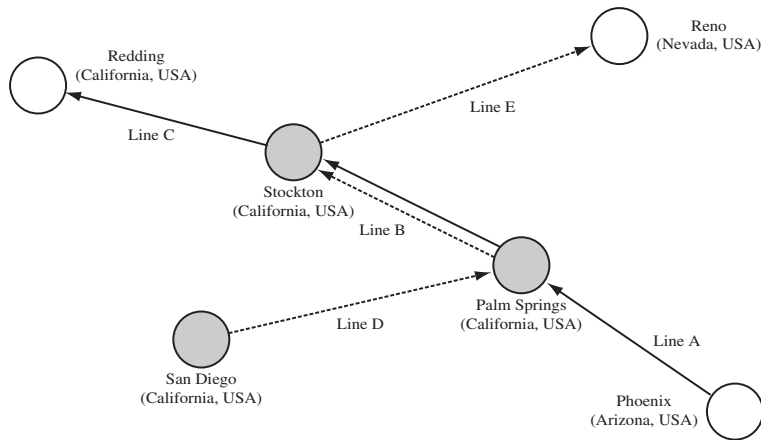 Reno
(Nevada, USA)
Redding
(California, USA)
Line E
Line C
Stockton
(California, USA)
Line B
Palm Springs
(California, USA)
Line D
Line A
San Diego
(California, USA)
Phoenix
(Arizona, USA)